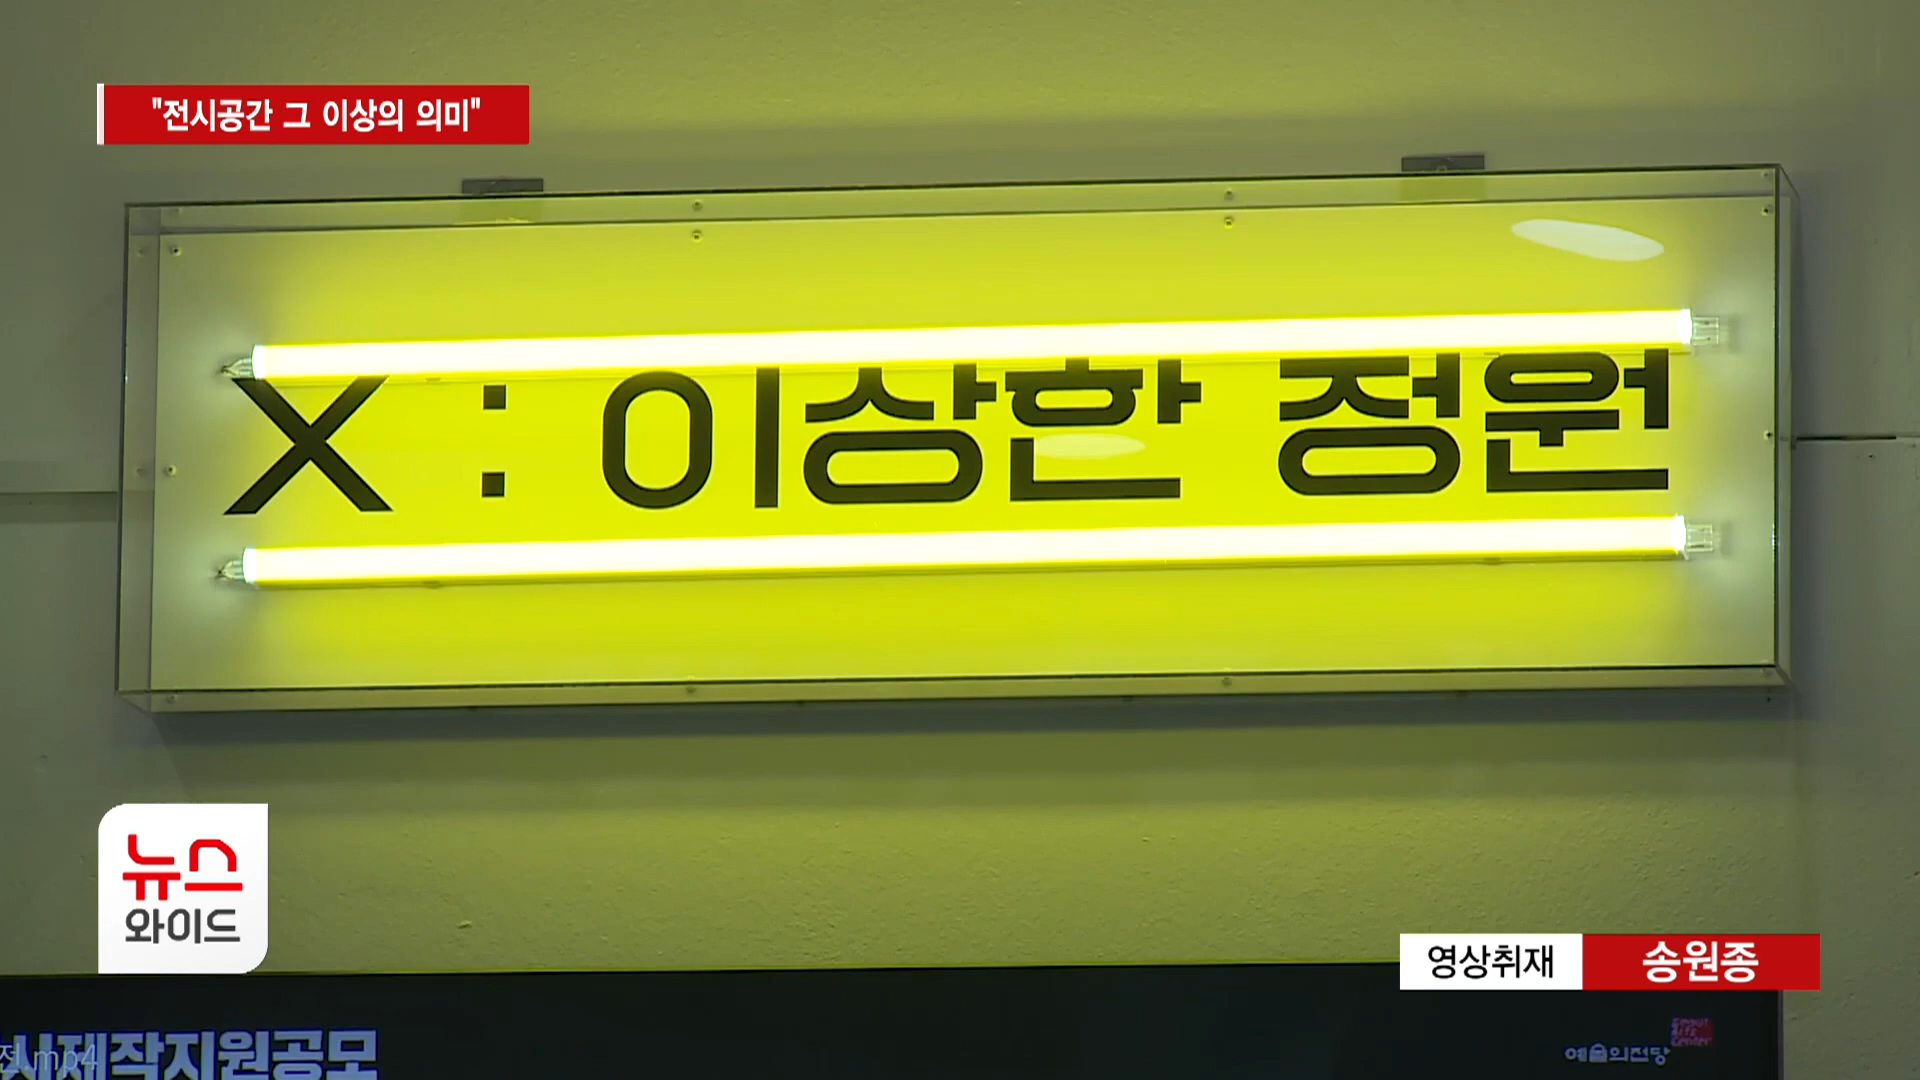 "전시공간 그 이상의 의미"
X : 이상한 정원
뉴스
와이드
영상취재 송원종
제작지원공모
.mp4
예술의전당